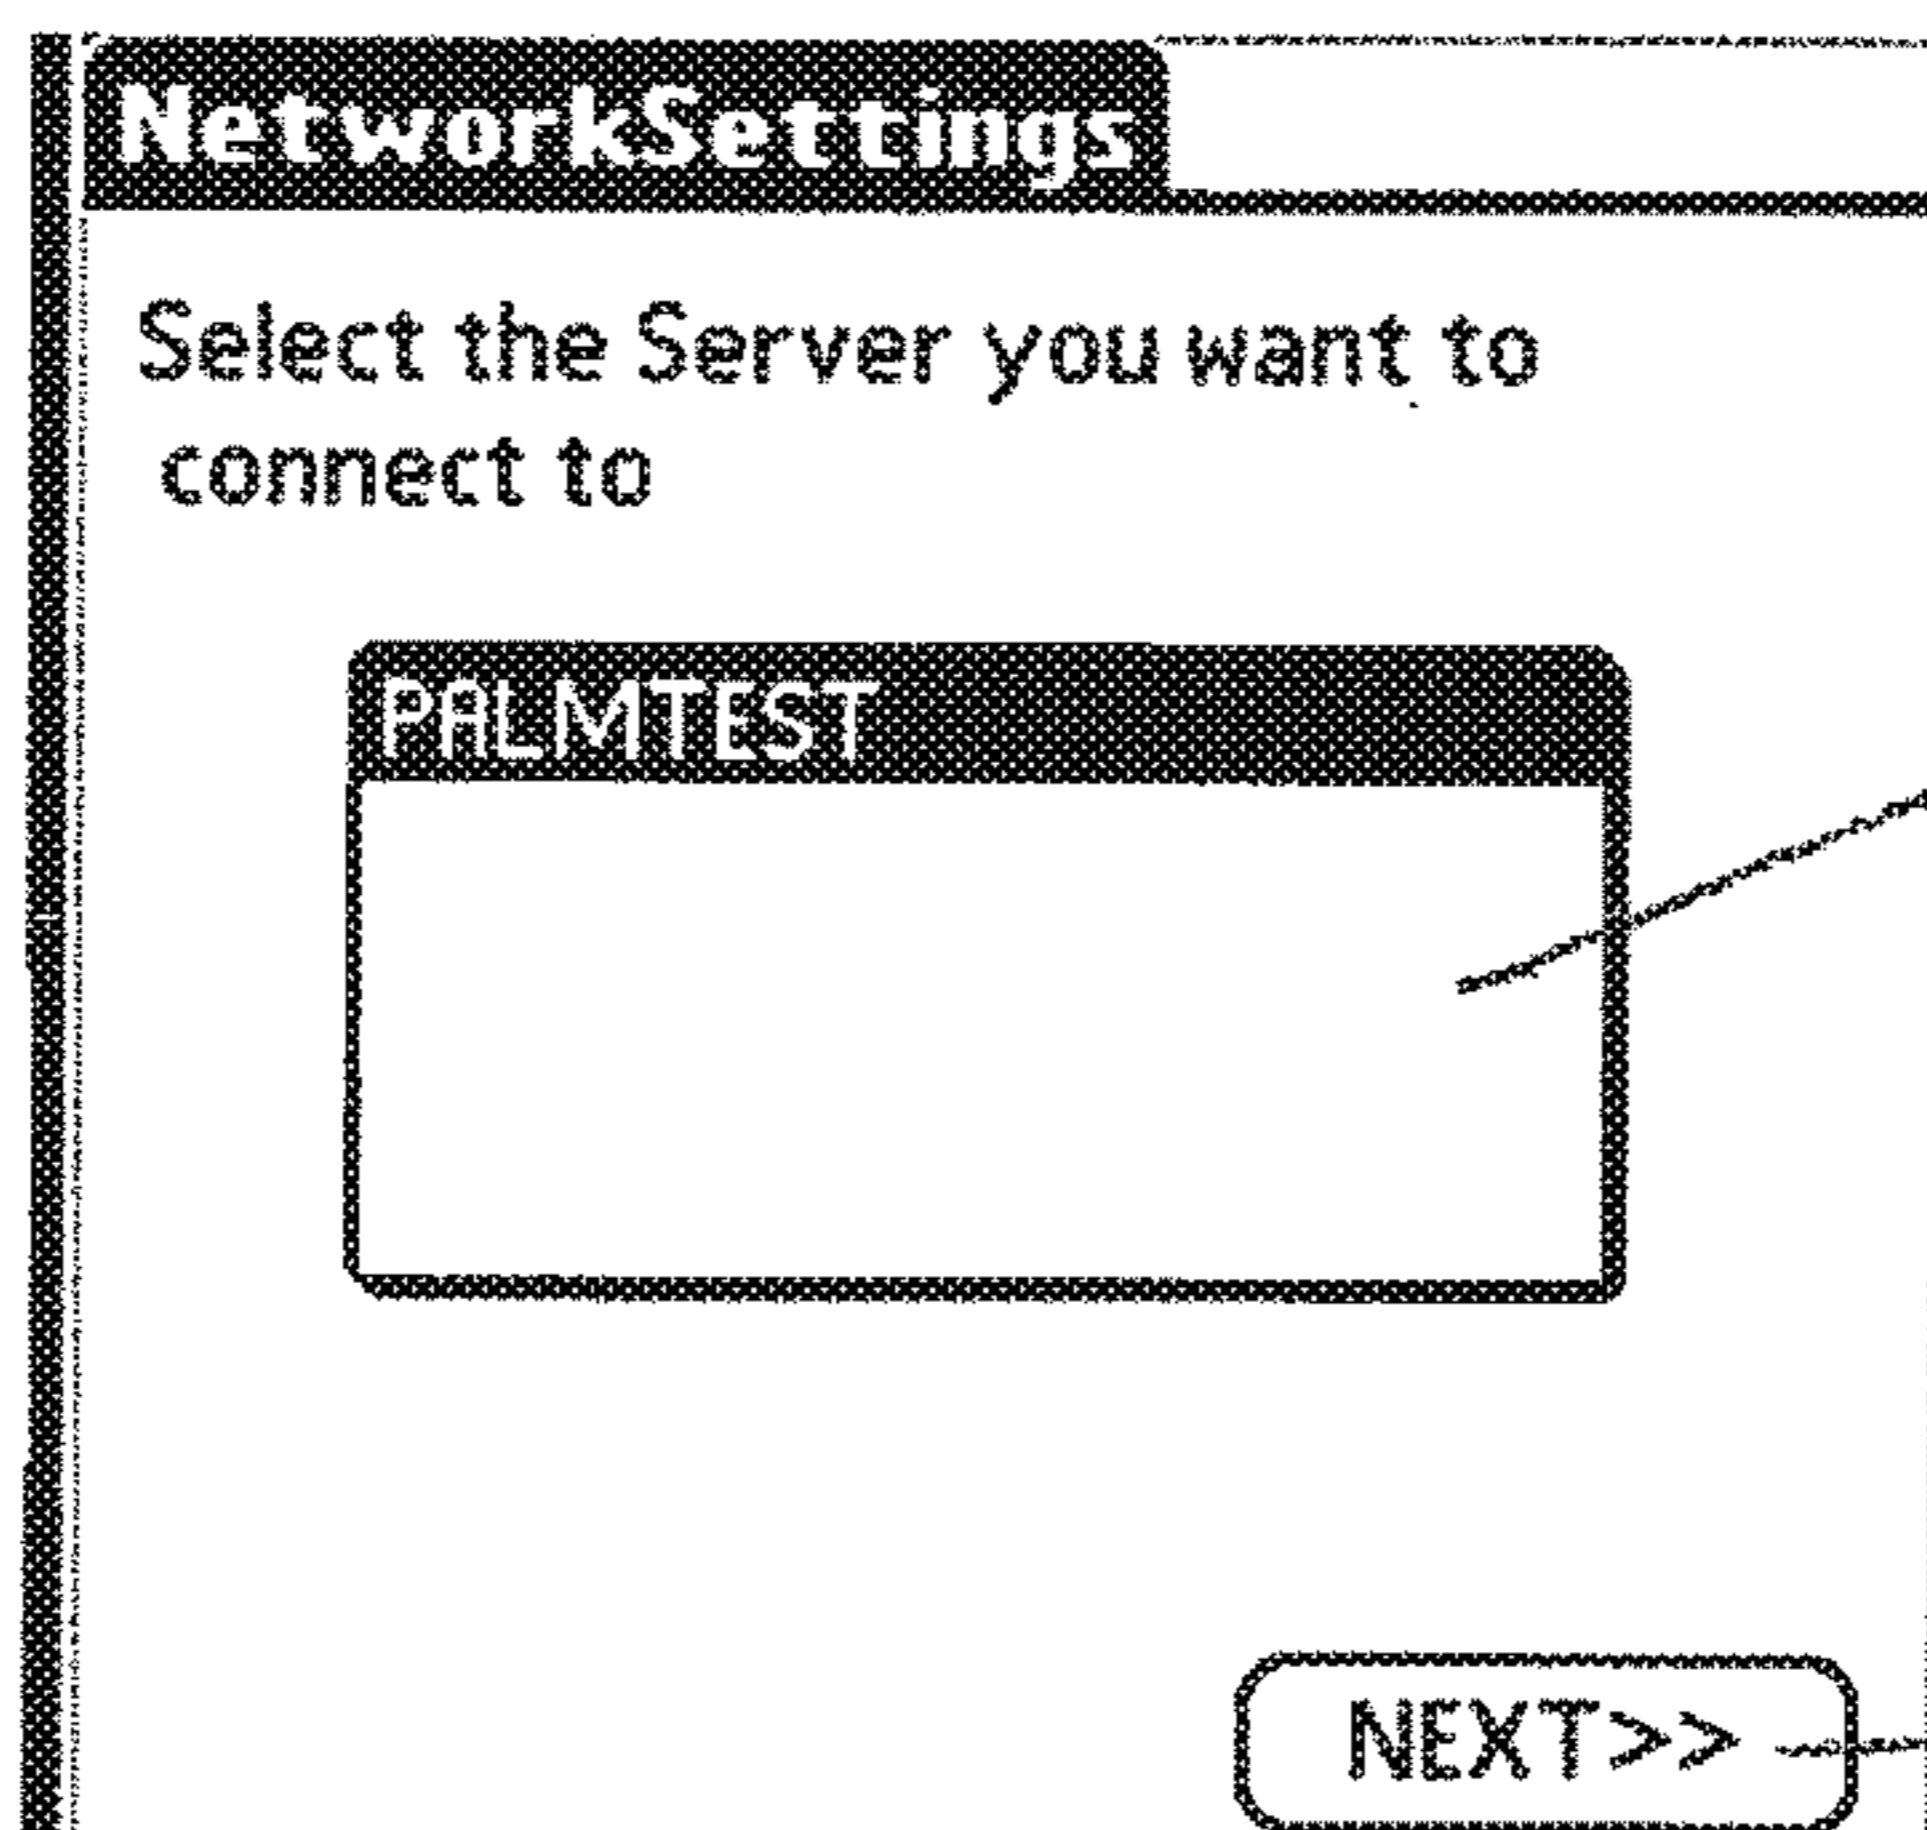 NetworkSettings
Select the Server you want to
connect to
PALMTEST
NEXT>>